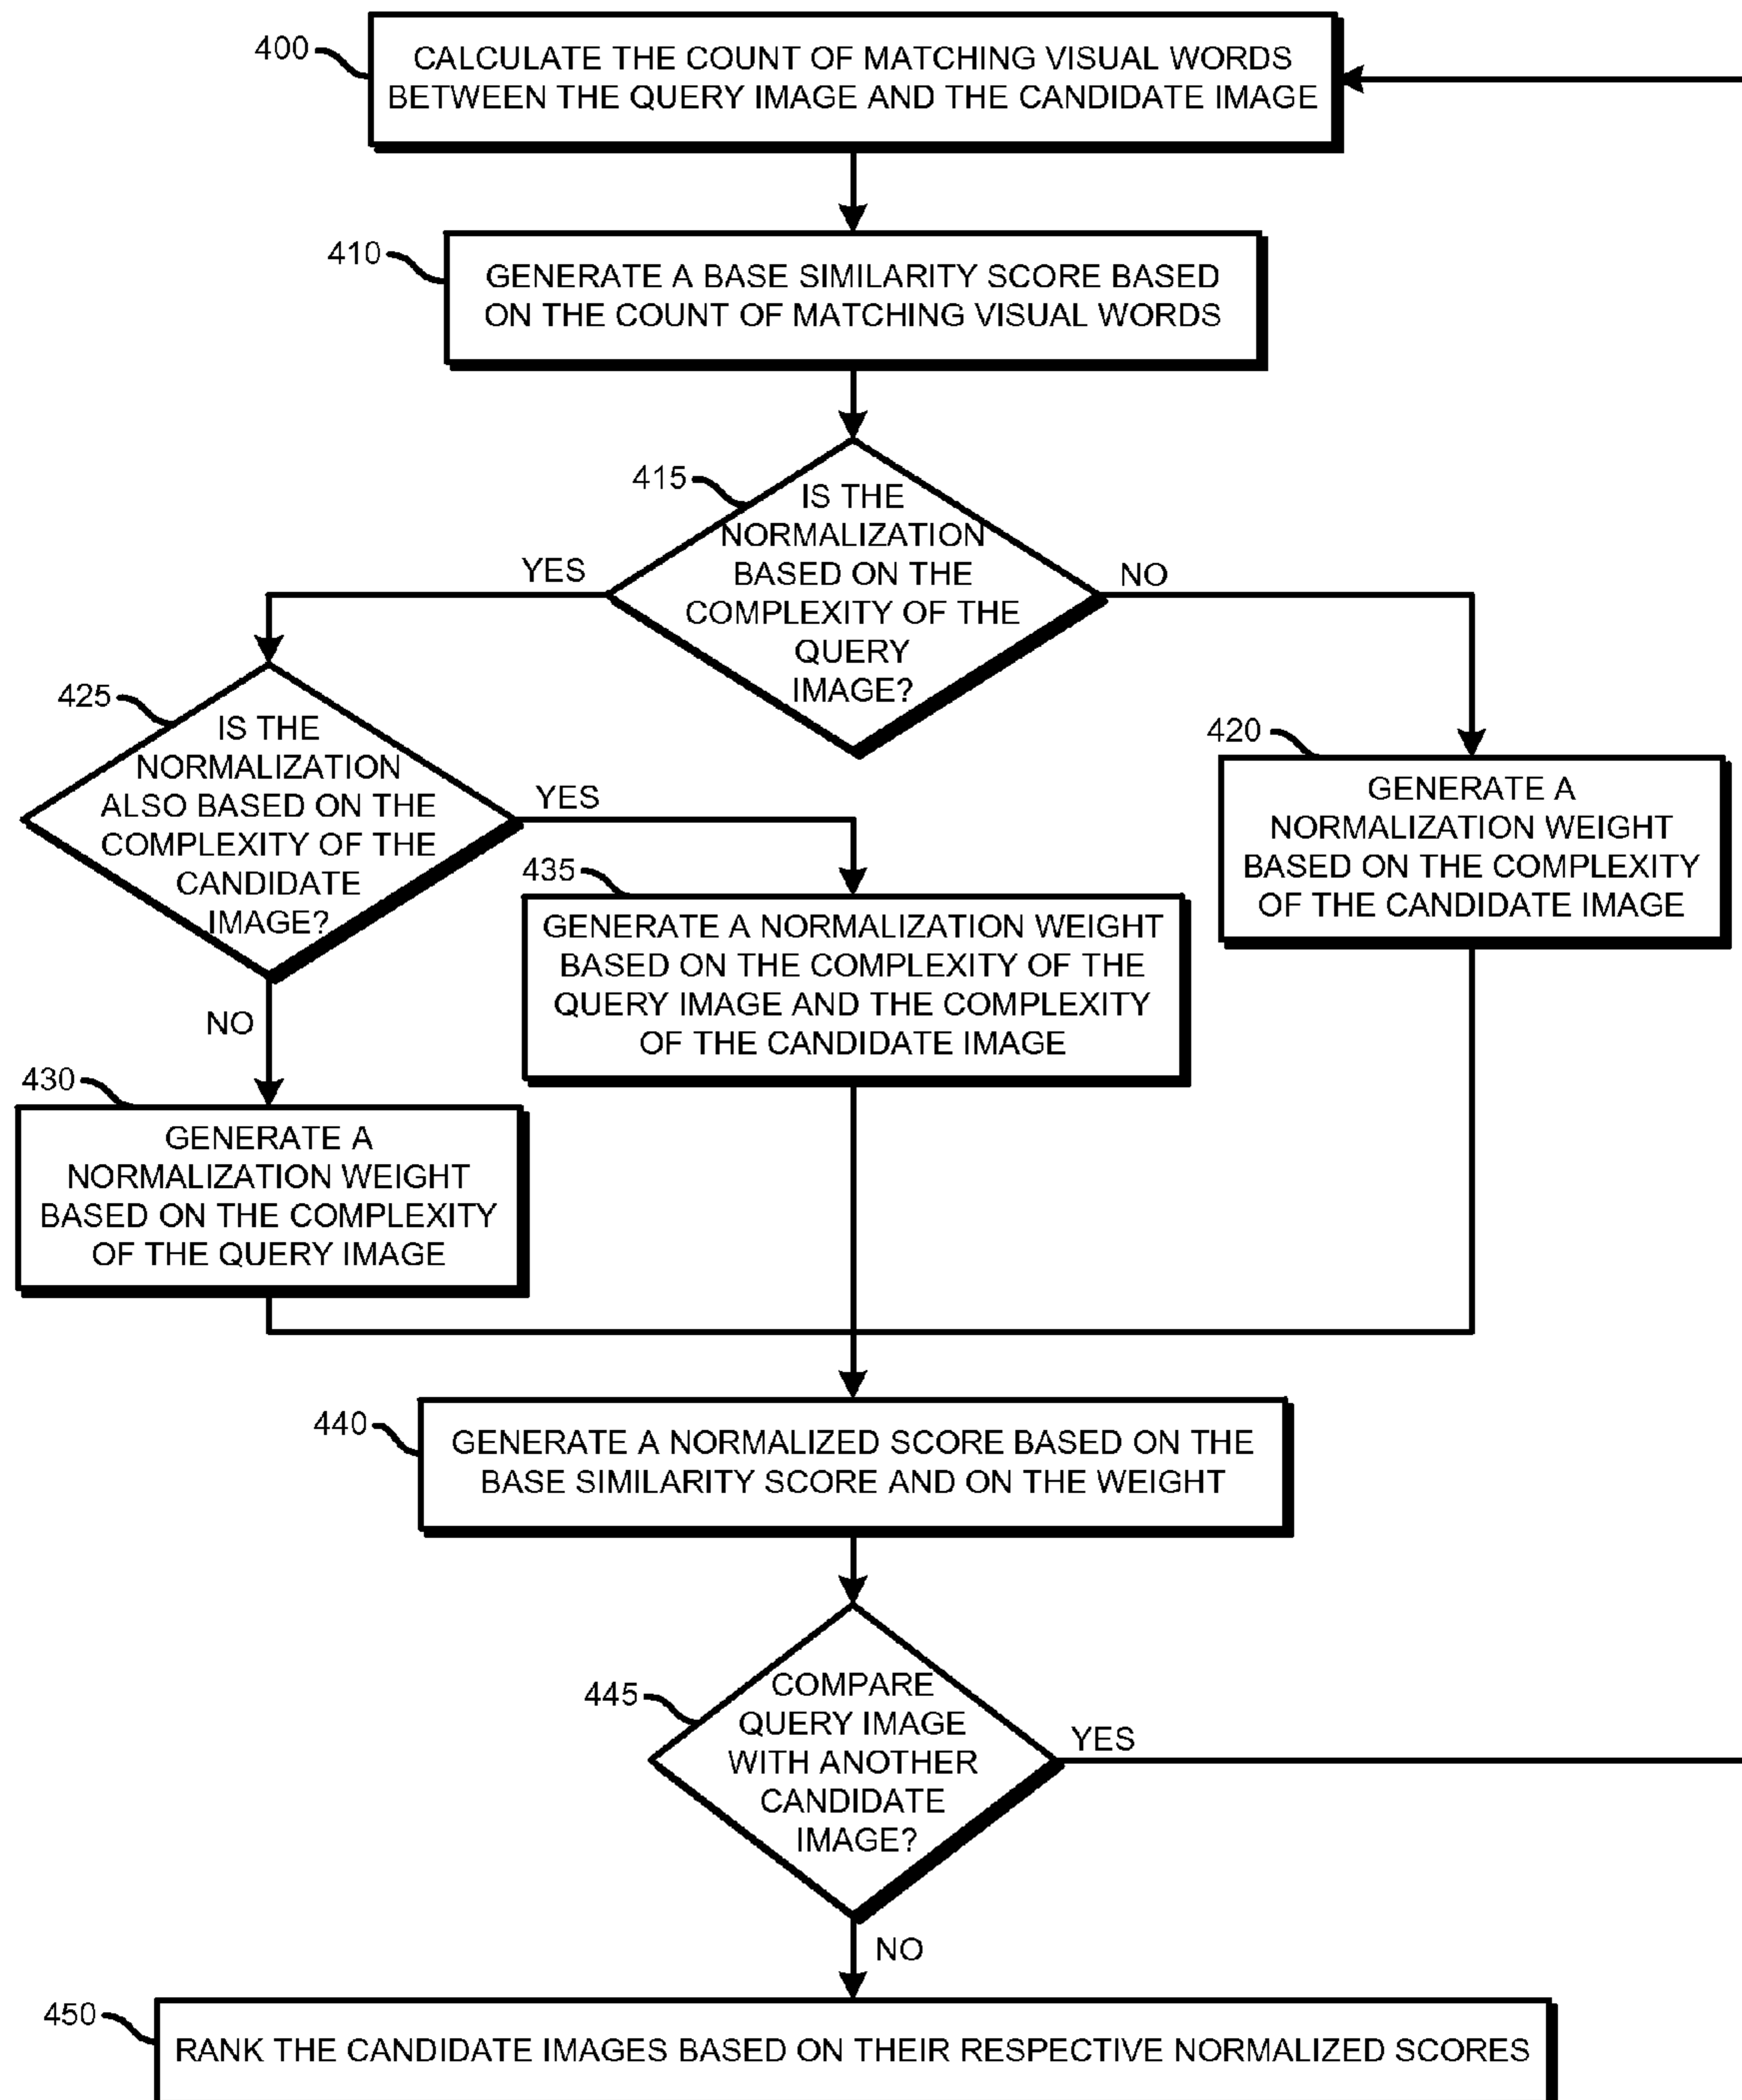 400
CALCULATE THE COUNT OF MATCHING VISUAL WORDS
BETWEEN THE QUERY IMAGE AND THE CANDIDATE IMAGE
410
GENERATE A BASE SIMILARITY SCORE BASED
ON THE COUNT OF MATCHING VISUAL WORDS
415
IS THE
NORMALIZATION
BASED ON THE
COMPLEXITY OF THE
QUERY
IMAGE?
YES
NO
425
IS THE
NORMALIZATION
ALSO BASED ON THE
COMPLEXITY OF THE
CANDIDATE
IMAGE?
YES
NO
420
GENERATE A
NORMALIZATION WEIGHT
BASED ON THE COMPLEXITY
OF THE CANDIDATE IMAGE
435
GENERATE A NORMALIZATION WEIGHT
BASED ON THE COMPLEXITY OF THE
QUERY IMAGE AND THE COMPLEXITY
OF THE CANDIDATE IMAGE
430
GENERATE A
NORMALIZATION WEIGHT
BASED ON THE COMPLEXITY
OF THE QUERY IMAGE
440
GENERATE A NORMALIZED SCORE BASED ON THE
BASE SIMILARITY SCORE AND ON THE WEIGHT
445
COMPARE
QUERY IMAGE
WITH ANOTHER
CANDIDATE
IMAGE?
YES
NO
450
RANK THE CANDIDATE IMAGES BASED ON THEIR RESPECTIVE NORMALIZED SCORES